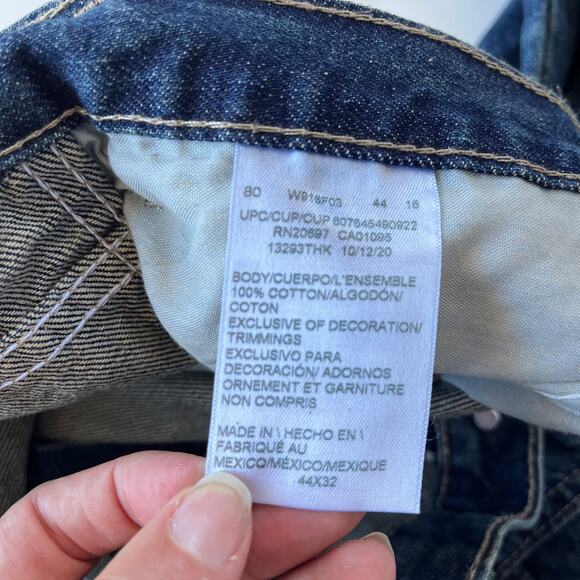 80 W918F03 44 16
UPC/CUP/CUP 607645490922
RN20697 CA01095
13293THK 10/12/20
BODY/CUERPO/L'ENSEMBLE
100% COTTON/ALGODÓN/
COTON
EXCLUSIVE OF DECORATION/
TRIMMINGS
EXCLUSIVO PARA
DECORACIÓN/ ADORNOS
ORNEMENT ET GARNITURE
NON COMPRIS
MADE IN \ HECHO EN \
FABRIQUÉ AU
MEXICO/MÉXICO/MEXIQUE
44X32